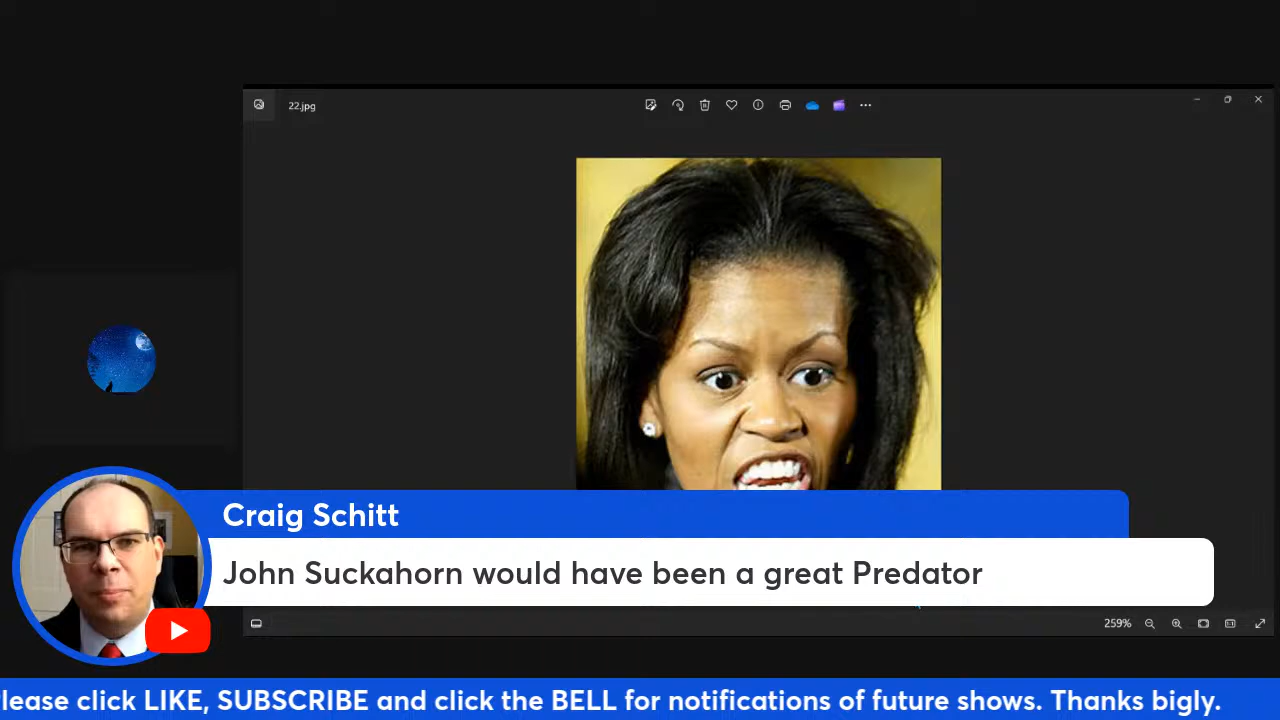 22.jpg
Craig Schitt
John Suckahorn would have been a great Predator
259%
lease click LIKE, SUBSCRIBE and click the BELL for notifications of future shows. Thanks bigly.